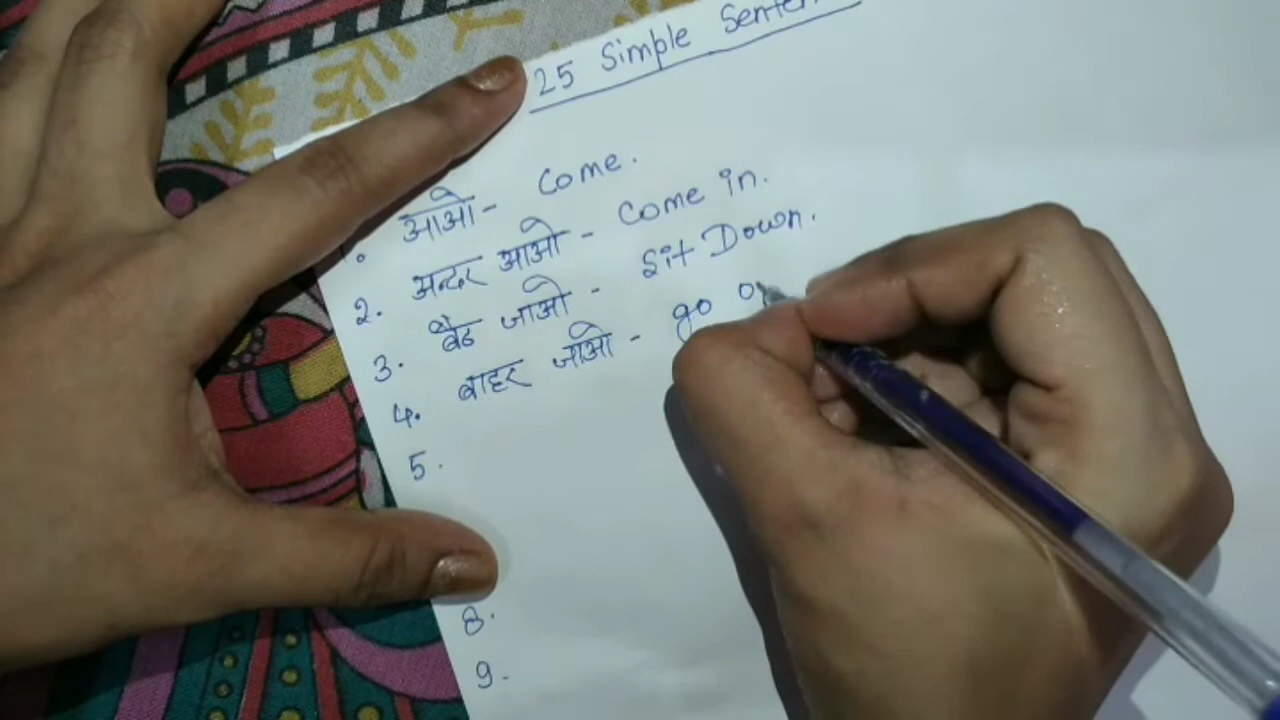 25 Simple
1. आओ - Come.
2. अन्दर आओ - Come in.
3. बैठ जाओ - Sit Down.
4. बाहर जाओ - go
5.
8.
9.